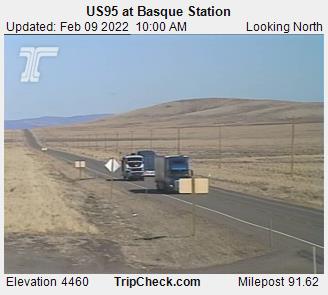 US95 at Basque Station
Updated: Feb 09 2022 10:00 AM Looking North
Elevation 4460 TripCheck.com Milepost 91.62